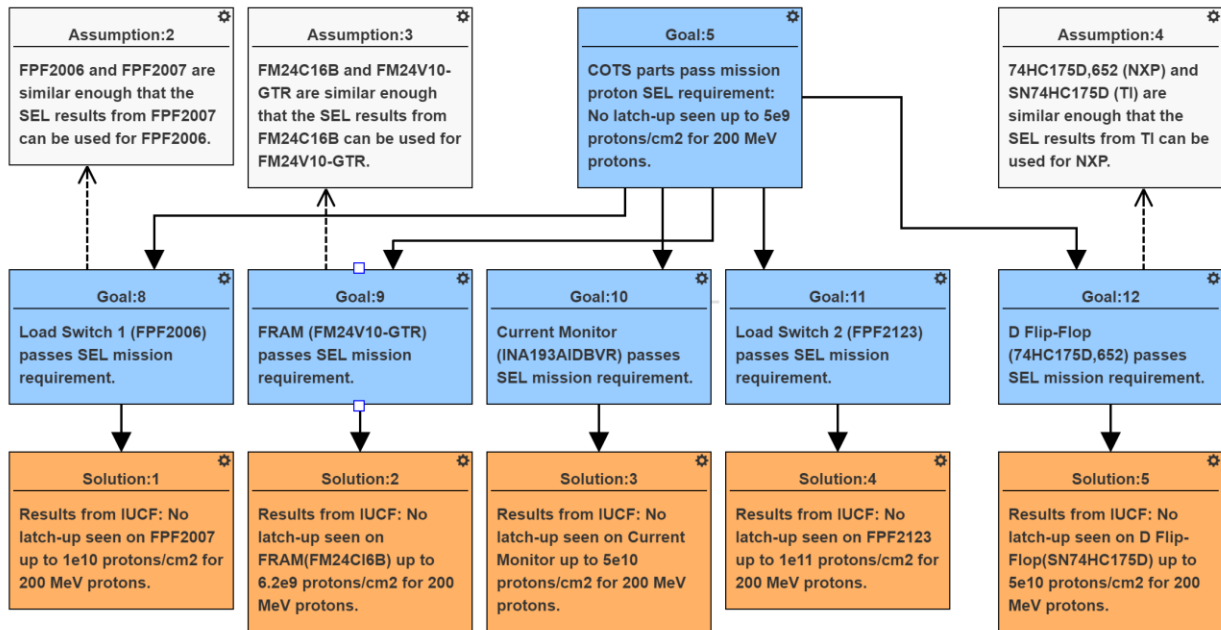 Assumption:2
FPF2006 and FPF2007 are
similar enough that the
SEL results from FPF2007
can be used for FPF2006.
Assumption:3
FM24C16B and FM24V10-
GTR are similar enough
that the SEL results from
FM24C16B can be used for
FM24V10-GTR.
Goal:5
COTS parts pass mission
proton SEL requirement:
No latch-up seen up to 5e9
protons/cm2 for 200 MeV
protons.
Assumption:4
74HC175D,652 (NXP) and
SN74HC175D (TI) are
similar enough that the
SEL results from TI can be
used for NXP.
Goal:8
Load Switch 1 (FPF2006)
passes SEL mission
requirement.
Goal:9
FRAM (FM24V10-GTR)
passes SEL mission
requirement.
Goal:10
Current Monitor
(INA193AIDBVR) passes
SEL mission requirement.
Goal:11
Load Switch 2 (FPF2123)
passes SEL mission
requirement.
Goal:12
D Flip-Flop
(74HC175D,652) passes
SEL mission requirement.
Solution:1
Results from IUCF: No
latch-up seen on FPF2007
up to 1e10 protons/cm2 for
200 MeV protons.
Solution:2
Results from IUCF: No
latch-up seen on
FRAM(FM24Cl6B) up to
6.2e9 protons/cm2 for 200
MeV protons.
Solution:3
Results from IUCF: No
latch-up seen on Current
Monitor up to 5e10
protons/cm2 for 200 MeV
protons.
Solution:4
Results from IUCF: No
latch-up seen on FPF2123
up to 1e11 protons/cm2 for
200 MeV protons.
Solution:5
Results from IUCF: No
latch-up seen on D Flip-
Flop(SN74HC175D) up to
5e10 protons/cm2 for 200
MeV protons.